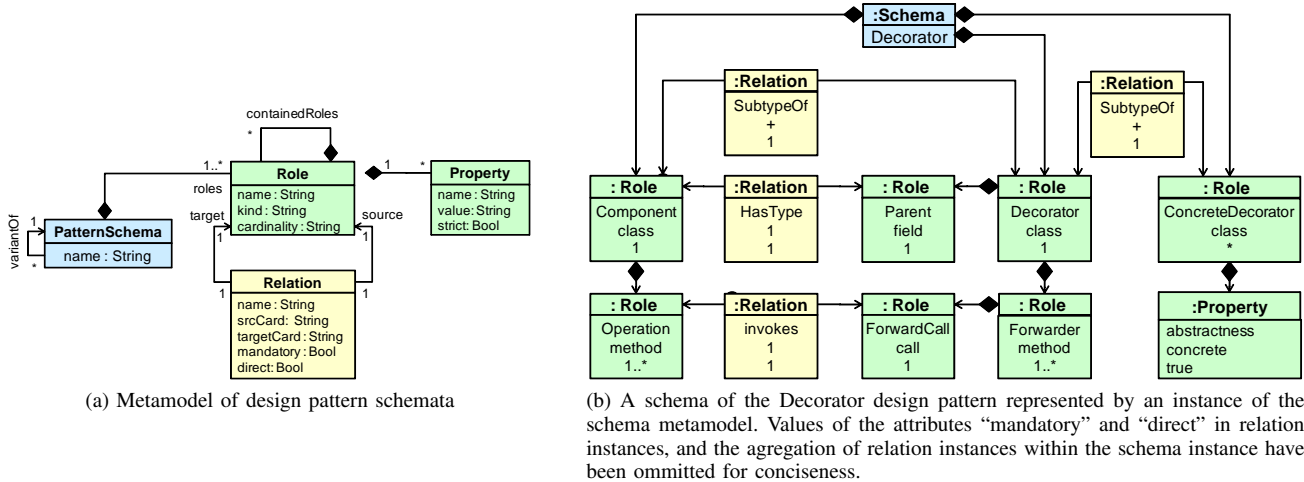 containedRoles
*
1..*
roles
Role
name : String
kind : String
cardinality : String
1
*
Property
name : String
value: String
strict: Bool
target
1
source
1
variantOf
1
*
PatternSchema
name : String
1
1
Relation
name : String
srcCard: String
targetCard: String
mandatory: Bool
direct: Bool
(a) Metamodel of design pattern schemata
:Schema
Decorator
:Relation
SubtypeOf
+
1
:Relation
SubtypeOf
+
1
: Role
Component
class
1
:Relation
HasType
1
1
: Role
Parent
field
1
: Role
Decorator
class
1
: Role
ConcreteDecorator
class
*
: Role
Operation
method
1..*
:Relation
invokes
1
1
: Role
ForwardCall
call
1
: Role
Forwarder
method
1..*
:Property
abstractness
concrete
true
(b) A schema of the Decorator design pattern represented by an instance of the
schema metamodel. Values of the attributes “mandatory” and “direct” in relation
instances, and the agregation of relation instances within the schema instance have
been ommitted for conciseness.